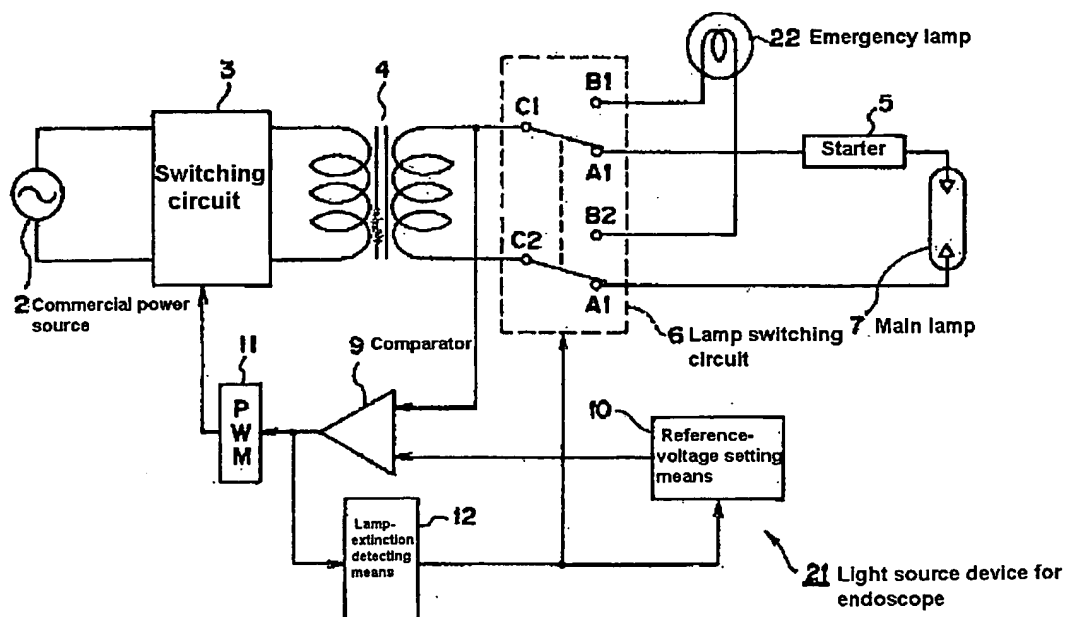 22 Emergency lamp
3
4
B1
C1
5
Starter
A1
Switching
circuit
B2
C2
A1
2 Commercial power
source
6 Lamp switching
circuit
7 Main lamp
11
9 Comparator
P
W
M
10
Reference-
voltage setting
means
12
Lamp-
extinction
detecting
means
21 Light source device for
endoscope